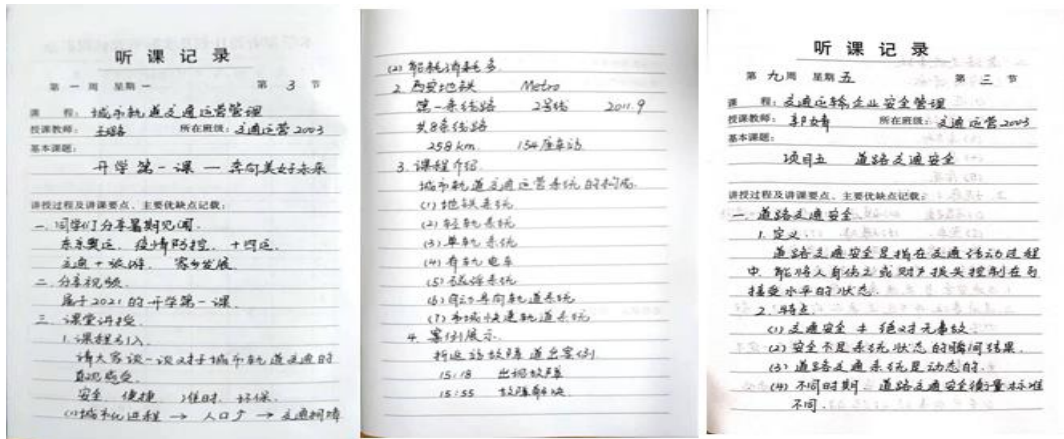 听课记录
第一周 星期一 第3节
课程：城市轨道交通运营管理
授课教师： 所在班级：交通运营2003
基本课题：
开学第一课 — 奔向美好未来
讲授过程及讲课要点、主要优缺点记载：
一. 同学们分享暑期见闻.
东京奥运. 疫情防控. 十四运.
交通+旅游. 家乡发展.
二. 分享视频.
属于2021的开学第一课.
三. 课堂讲授.
1. 课程引入.
请大家谈一谈对于城市轨道交通的
直观感受.
安全 便捷 准时. 环保.
(1)城市化进程 → 人口↗ → 交通拥堵
(2) 能耗消耗多.
2. 西安地铁 Metro
第一条线路 2号线 2011.9
共8条线路
258km. 154座车站
3. 课程介绍.
城市轨道交通运营系统的构成.
(1) 地铁系统
(2) 轻轨系统
(3) 单轨系统
(4) 有轨电车
(5) 磁浮系统
(6) 自动导向轨道系统
(7) 市域快速轨道系统
4. 案例展示.
折返站故障 道岔案例
15:18 出现故障
15:55 故障解决
听课记录
第九周 星期五 第三节
课程：交通运输企业安全管理
授课教师： 所在班级：交通运营2003
基本课题：
项目五 道路交通安全
讲授过程及讲课要点、主要优缺点记载：
一. 道路交通安全.
1. 定义.
道路交通安全是指在交通活动过程
中. 能将人身伤亡或财产损失控制在可
接受水平的状态.
2. 特点.
(1) 交通安全 ≠ 绝对无事故.
(2) 安全不是系统状态的瞬间结果.
(3) 道路交通系统是动态的.
(4) 不同时期. 道路交通安全衡量标准
不同.